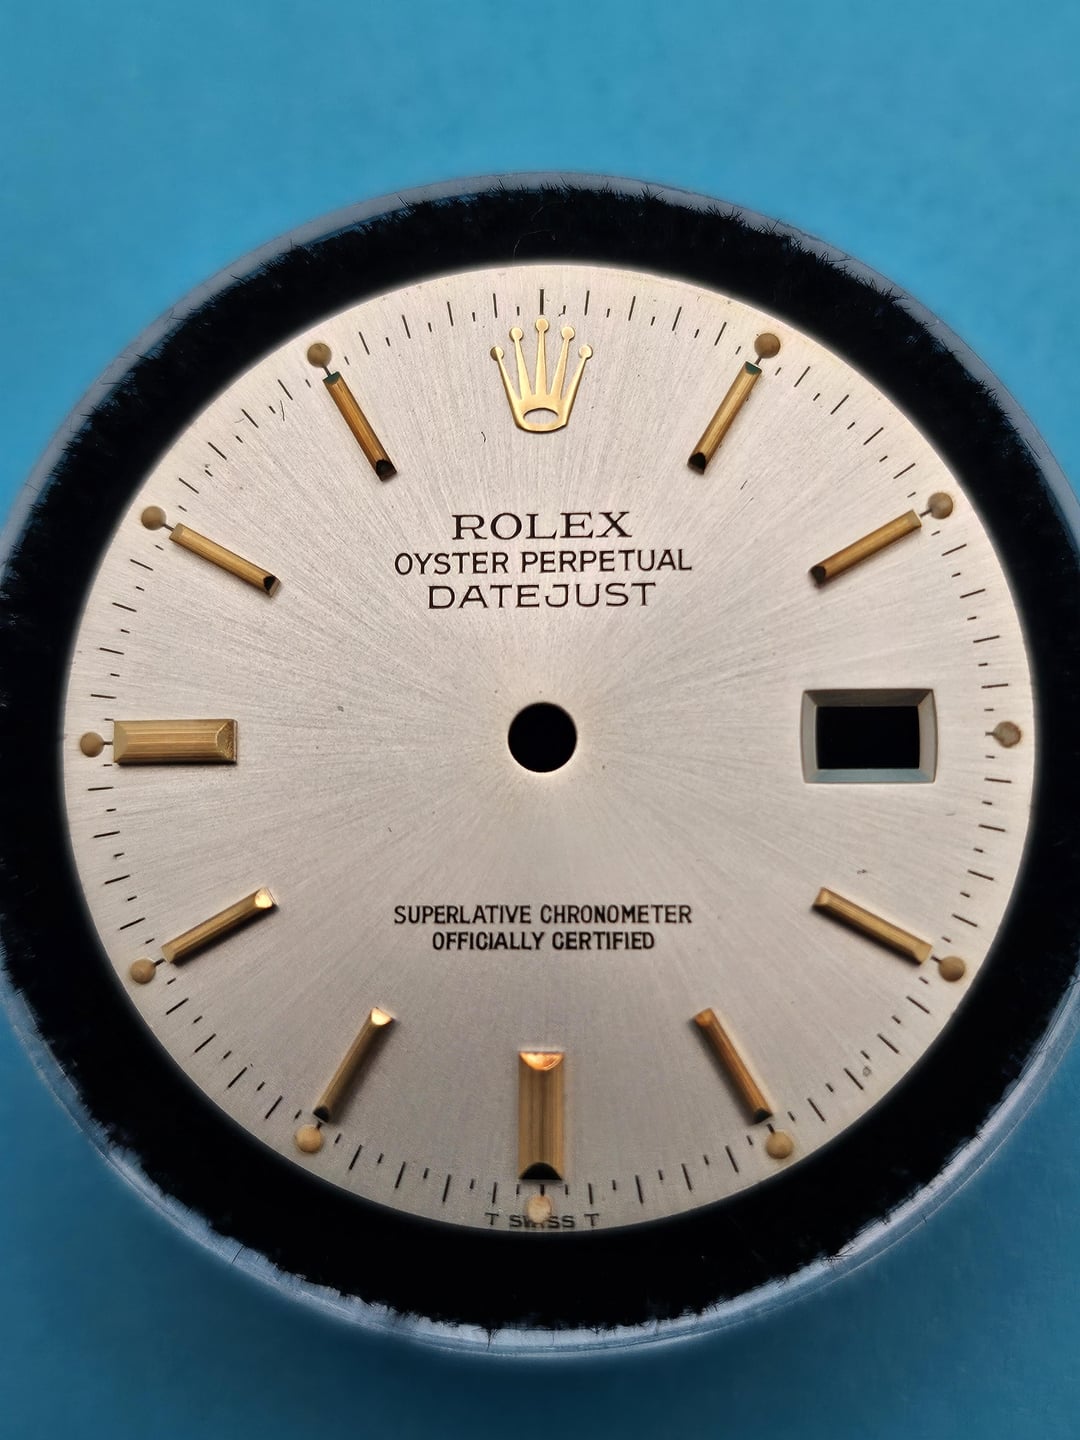 ROLEX
OYSTER PERPETUAL
DATEJUST
SUPERLATIVE CHRONOMETER
OFFICIALLY CERTIFIED
T SWISS T